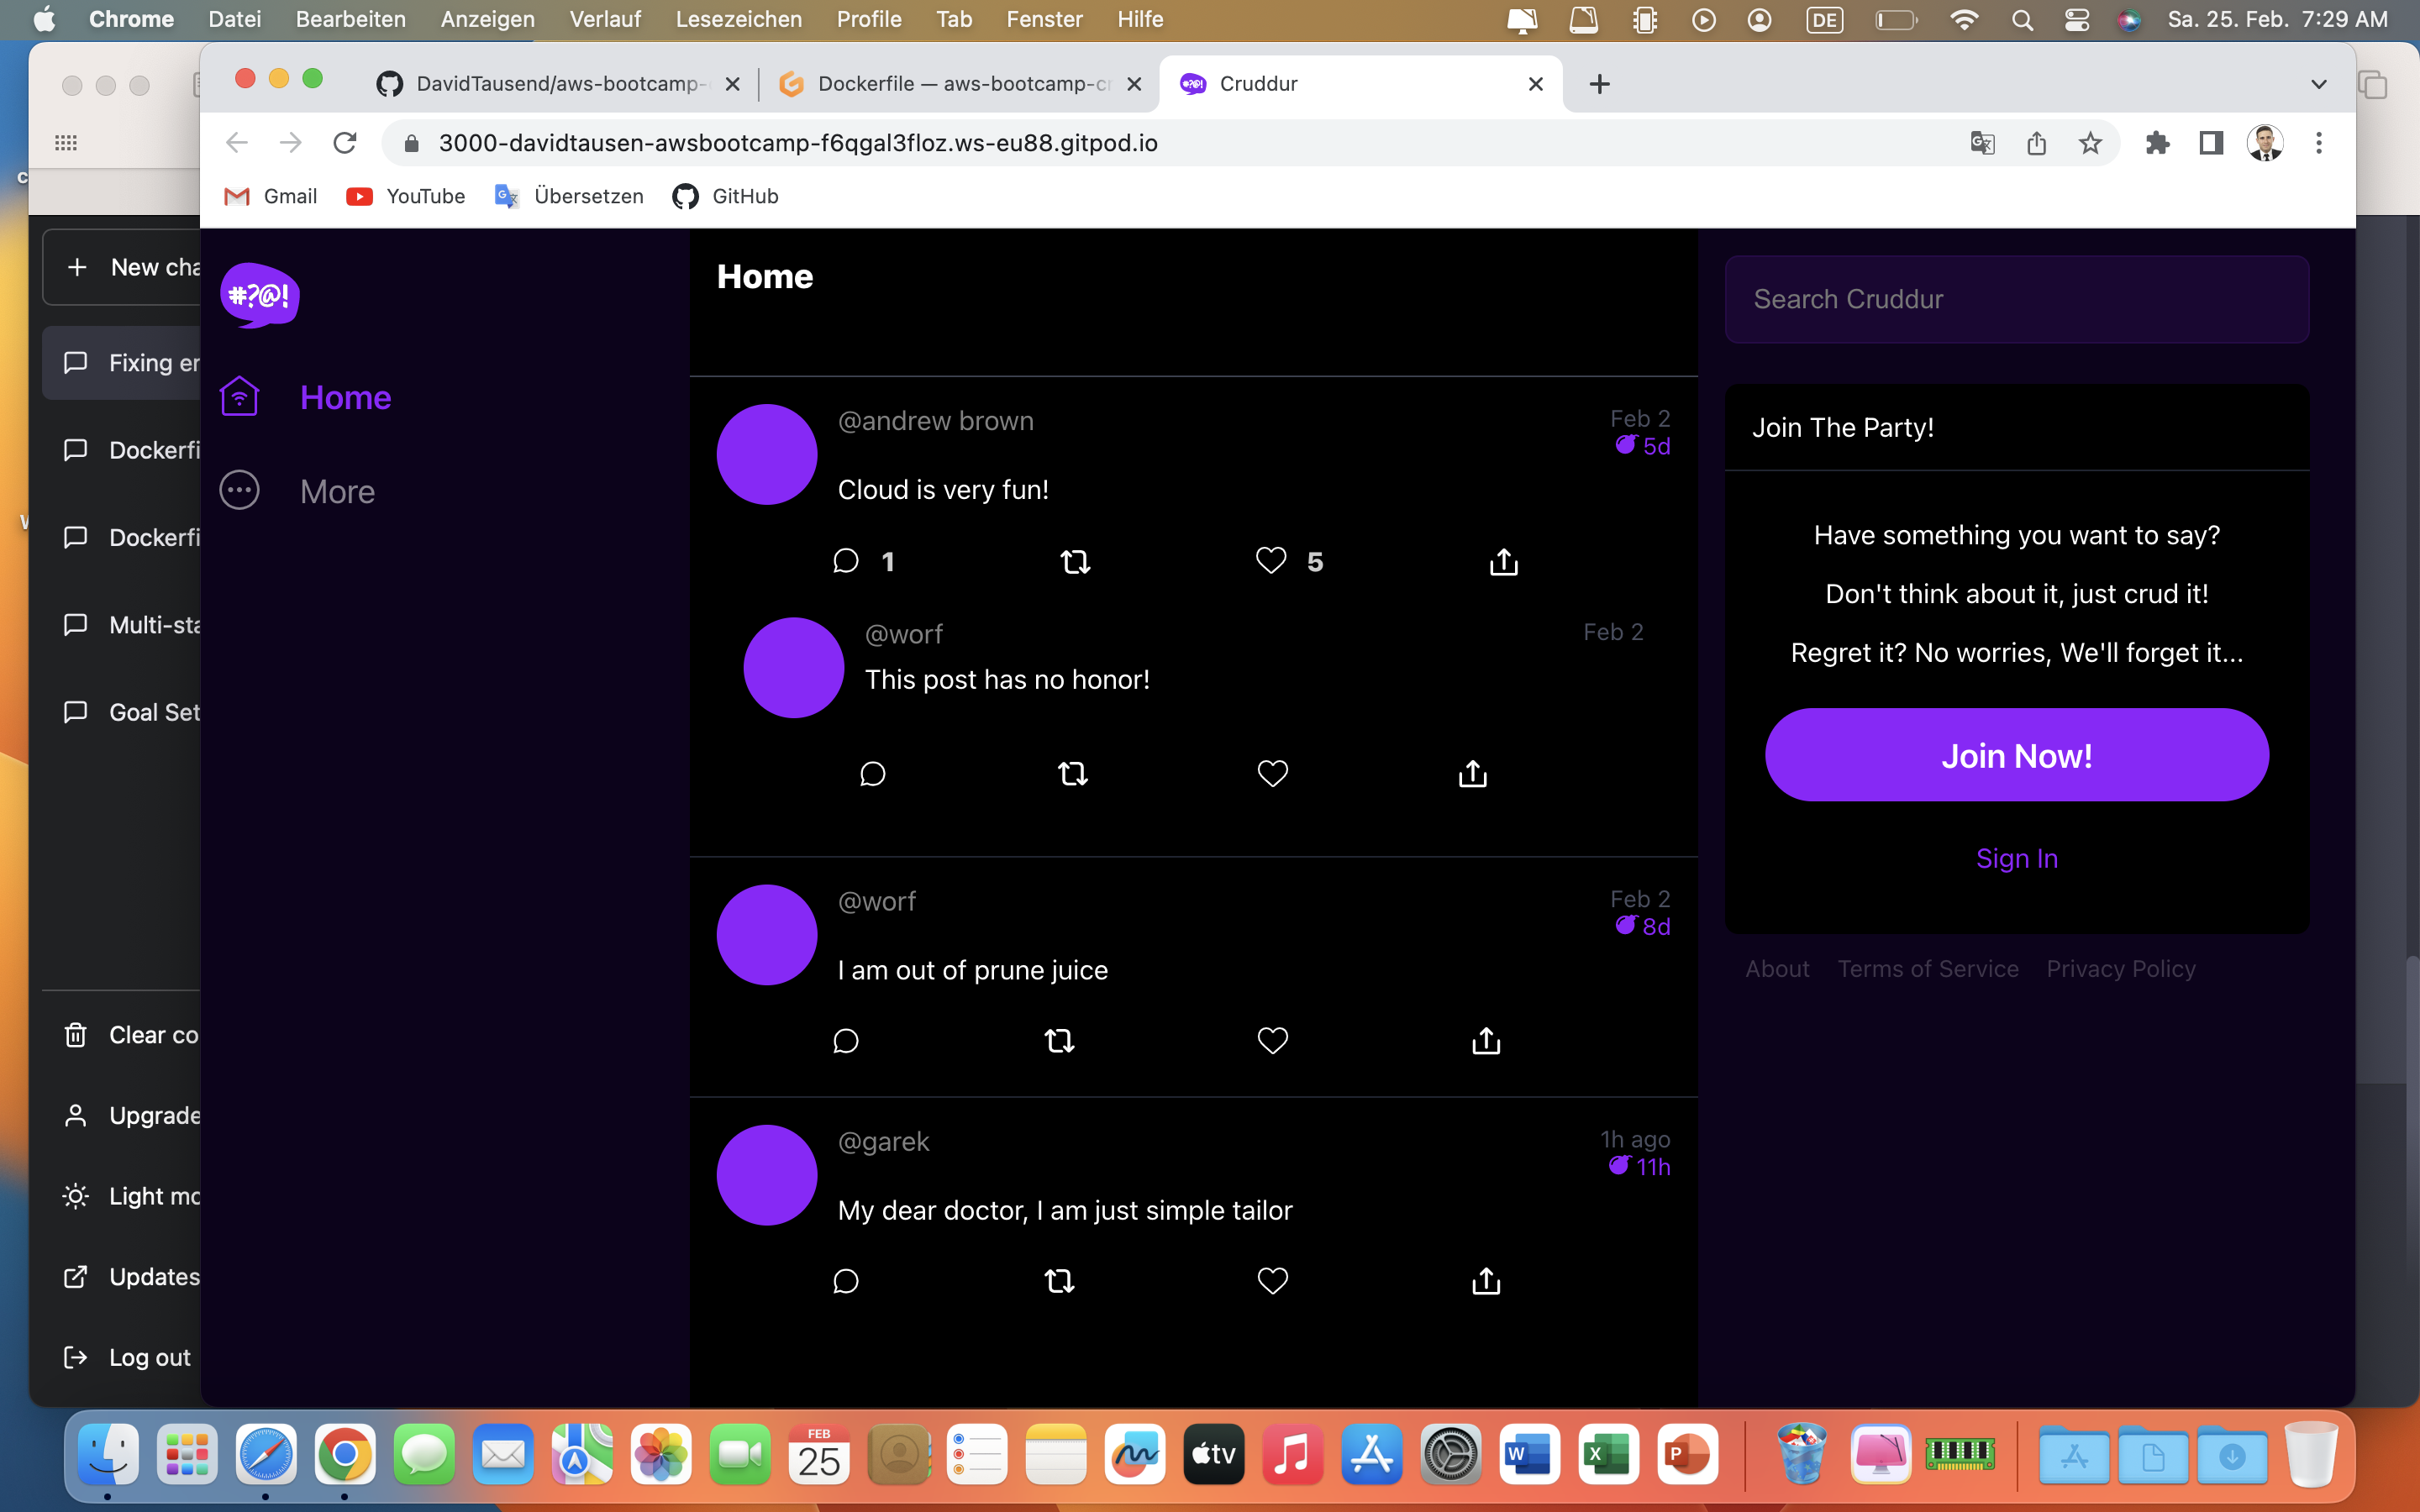 Chrome Datei Bearbeiten Anzeigen Verlauf Lesezeichen Profile Tab Fenster Hilfe DE Sa. 25. Feb. 7:29 AM
DavidTausend/aws-bootcamp- Dockerfile — aws-bootcamp-cr Cruddur
3000-davidtausen-awsbootcamp-f6qgal3floz.ws-eu88.gitpod.io
Gmail YouTube Übersetzen GitHub
New cha
Fixing er
Dockerfi
Dockerfi
Multi-sta
Goal Set
Clear co
Upgrade
Light mo
Updates
Log out
#?@!
Home
More
Home
@andrew brown
Feb 2
5d
Cloud is very fun!
1 5
@worf
Feb 2
This post has no honor!
@worf
Feb 2
8d
I am out of prune juice
@garek
1h ago
11h
My dear doctor, I am just simple tailor
Search Cruddur
Join The Party!
Have something you want to say?
Don't think about it, just crud it!
Regret it? No worries, We'll forget it...
Join Now!
Sign In
About Terms of Service Privacy Policy
FEB
25
tv
W
X
P